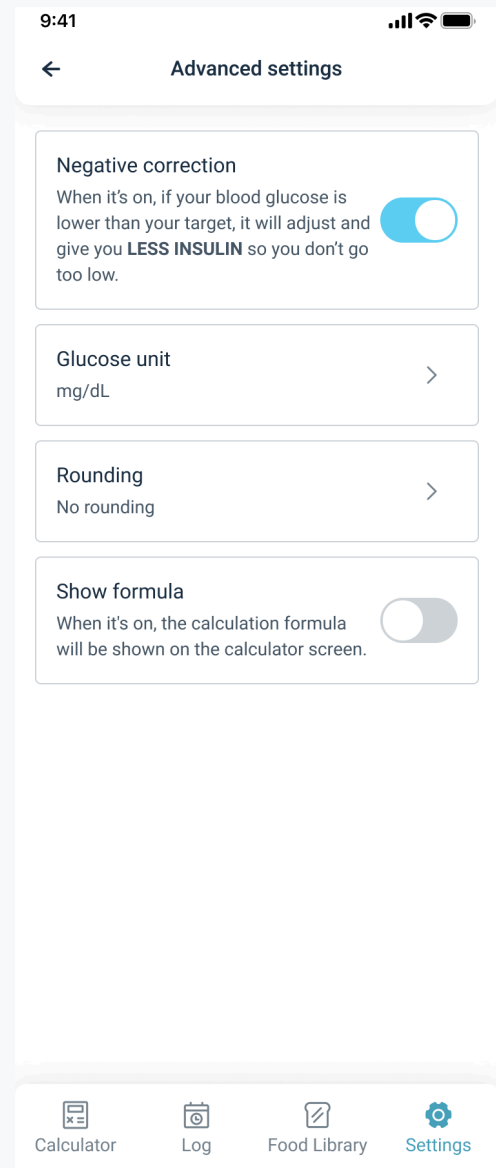 9:41
Advanced settings
Negative correction
When it’s on, if your blood glucose is
lower than your target, it will adjust and
give you LESS INSULIN so you don’t go
too low.
Glucose unit
mg/dL
Rounding
No rounding
Show formula
When it's on, the calculation formula
will be shown on the calculator screen.
Calculator
Log
Food Library
Settings